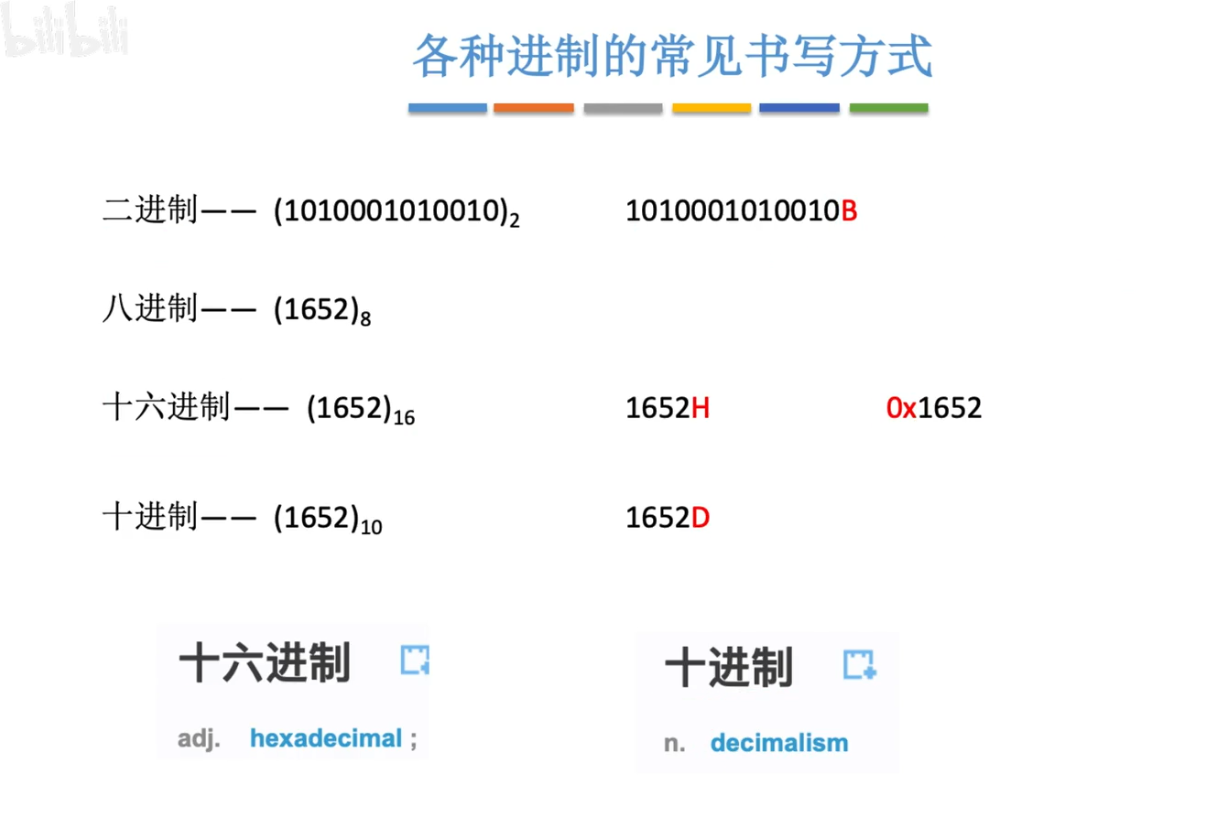 bilibili
各种进制的常见书写方式
二进制—— (1010001010010)₂ 1010001010010B
八进制—— (1652)₈
十六进制—— (1652)₁₆ 1652H 0x1652
十进制—— (1652)₁₀ 1652D
十六进制 十进制
adj. hexadecimal ; n. decimalism